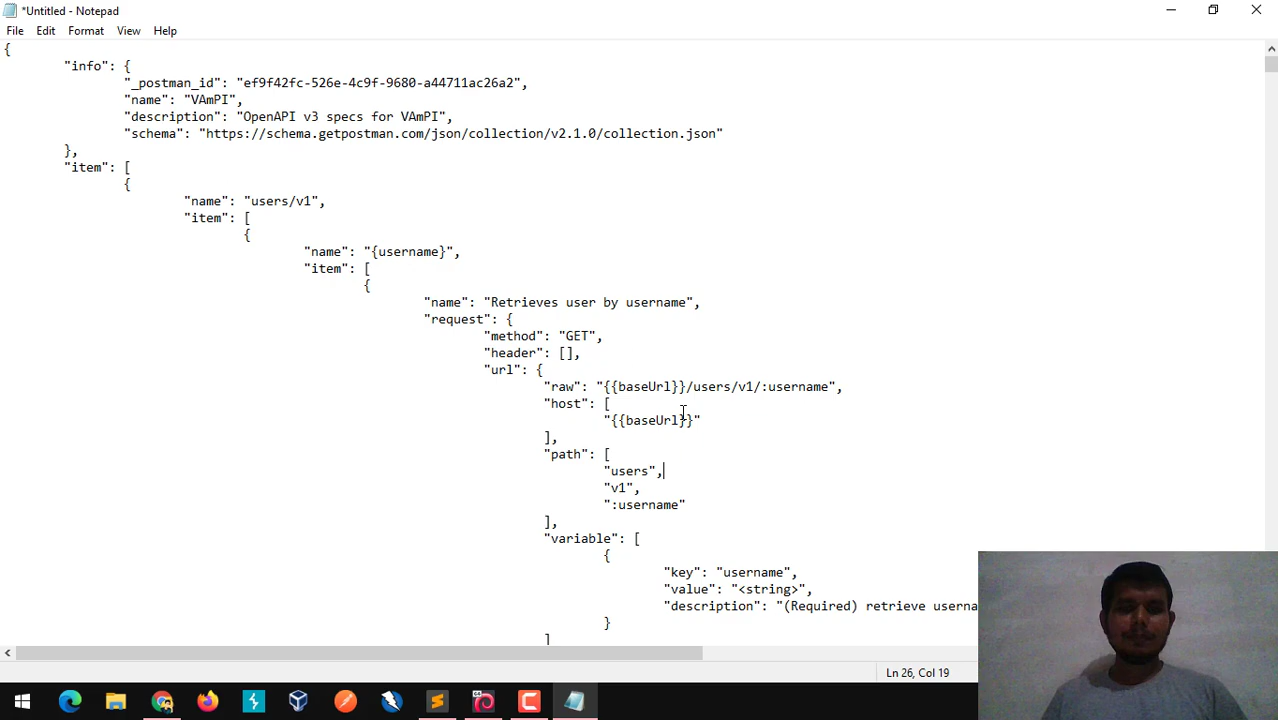 *Untitled - Notepad
File Edit Format View Help
{
"info": {
"_postman_id": "ef9f42fc-526e-4c9f-9680-a44711ac26a2",
"name": "VAmPI",
"description": "OpenAPI v3 specs for VAmPI",
"schema": "https://schema.getpostman.com/json/collection/v2.1.0/collection.json"
},
"item": [
{
"name": "users/v1",
"item": [
{
"name": "{username}",
"item": [
{
"name": "Retrieves user by username",
"request": {
"method": "GET",
"header": [],
"url": {
"raw": "{{baseUrl}}/users/v1/:username",
"host": [
"{{baseUrl}}"
],
"path": [
"users",
"v1",
":username"
],
"variable": [
{
"key": "username",
"value": "<string>",
"description": "(Required) retrieve userna
}
]
Ln 26, Col 19